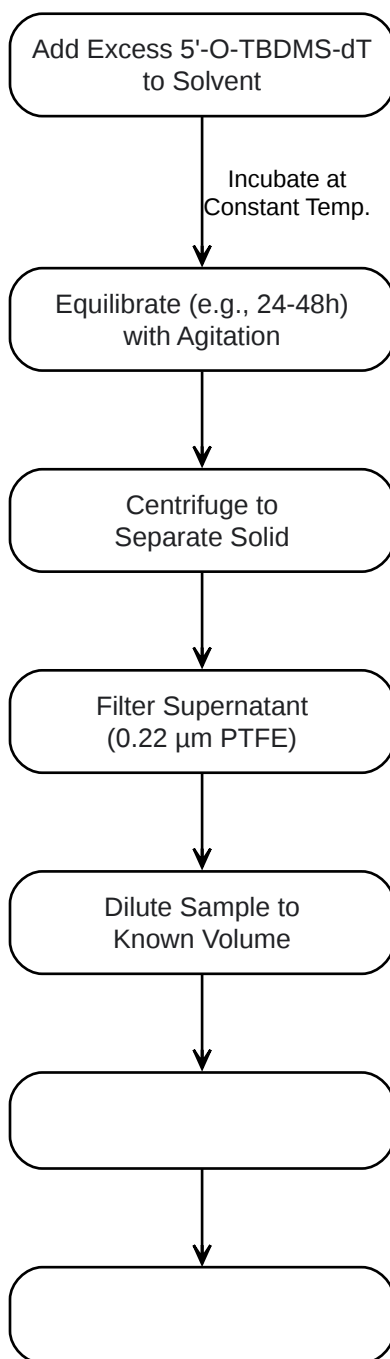 Add Excess 5'-O-TBDMS-dT
to Solvent
Incubate at
Constant Temp.
Equilibrate (e.g., 24-48h)
with Agitation
Centrifuge to
Separate Solid
Filter Supernatant
(0.22 µm PTFE)
Dilute Sample to
Known Volume